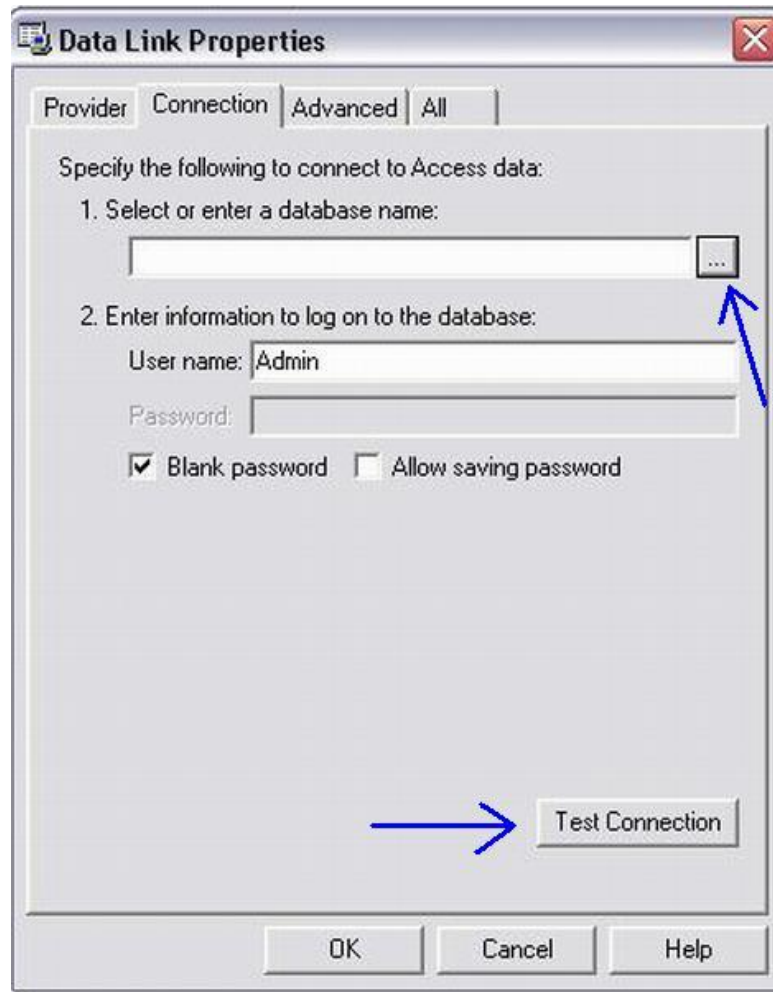 Data Link Properties
Provider Connection Advanced All
Specify the following to connect to Access data:
1. Select or enter a database name:
...
2. Enter information to log on to the database:
User name: Admin
Password:
Blank password Allow saving password
Test Connection
OK Cancel Help